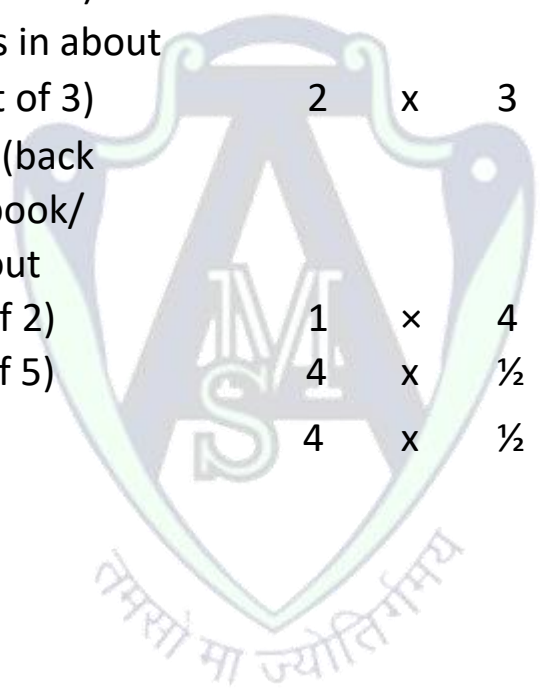 s in about
t of 3) 2 x 3
(back
book/
out
f 2) 1 × 4
f 5) 4 x ½
4 x ½
A
M
S
तमसो मा ज्योतिर्गमय